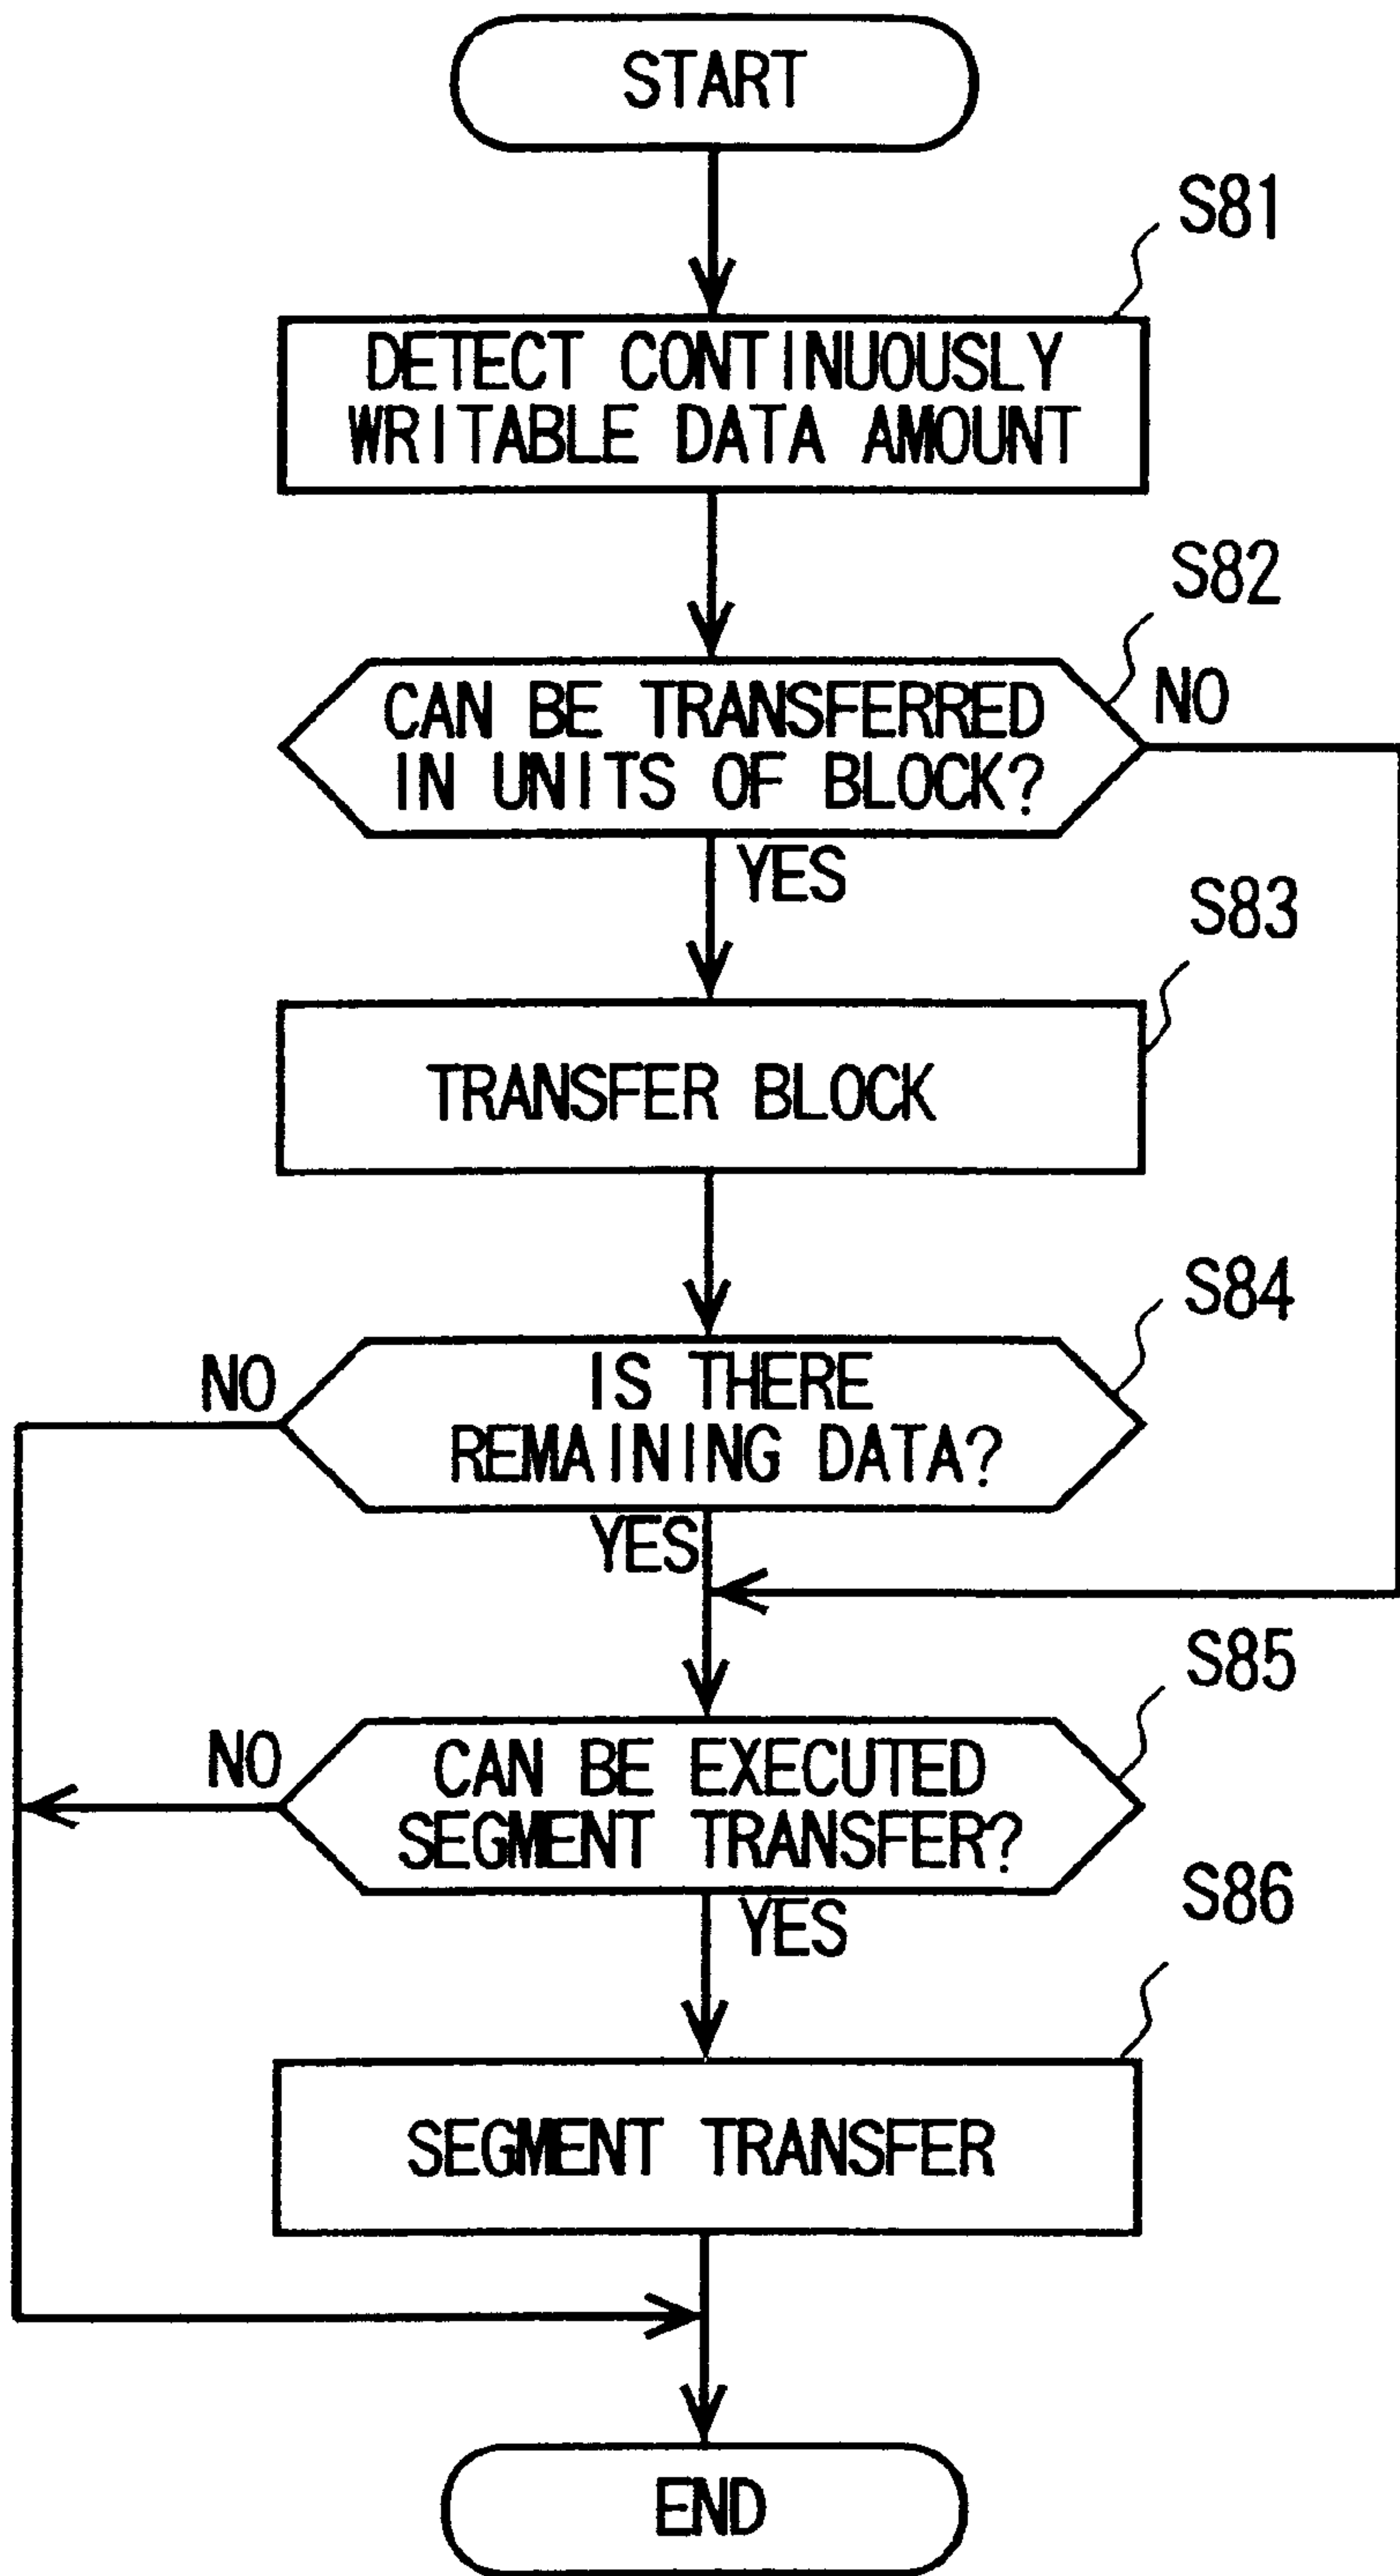 START
S81
DETECT CONTINUOUSLY
WRITABLE DATA AMOUNT
S82
CAN BE TRANSFERRED
IN UNITS OF BLOCK?
NO
YES
S83
TRANSFER BLOCK
S84
NO
IS THERE
REMAINING DATA?
YES
S85
NO
CAN BE EXECUTED
SEGMENT TRANSFER?
YES
S86
SEGMENT TRANSFER
END